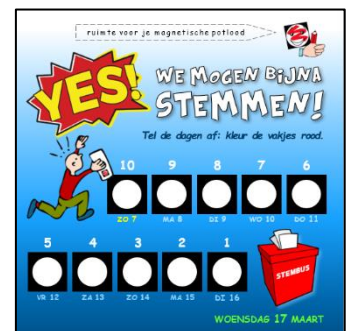 ruimte voor je magnetische potlood
YES!
WE MOGEN BIJNA
STEMMEN!
Tel de dagen af: kleur de vakjes rood.
10 9 8 7 6
ZO 7 MA 8 DI 9 WO 10 DO 11
5 4 3 2 1
VR 12 ZA 13 ZO 14 MA 15 DI 16
STEMBUS
WOENSDAG 17 MAART